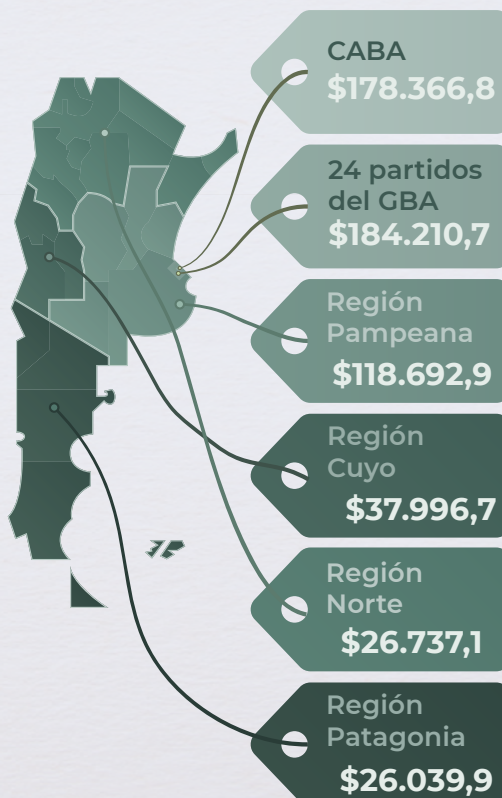 CABA
$178.366,8
24 partidos
del GBA
$184.210,7
Región
Pampeana
$118.692,9
Región
Cuyo
$37.996,7
Región
Norte
$26.737,1
Región
Patagonia
$26.039,9